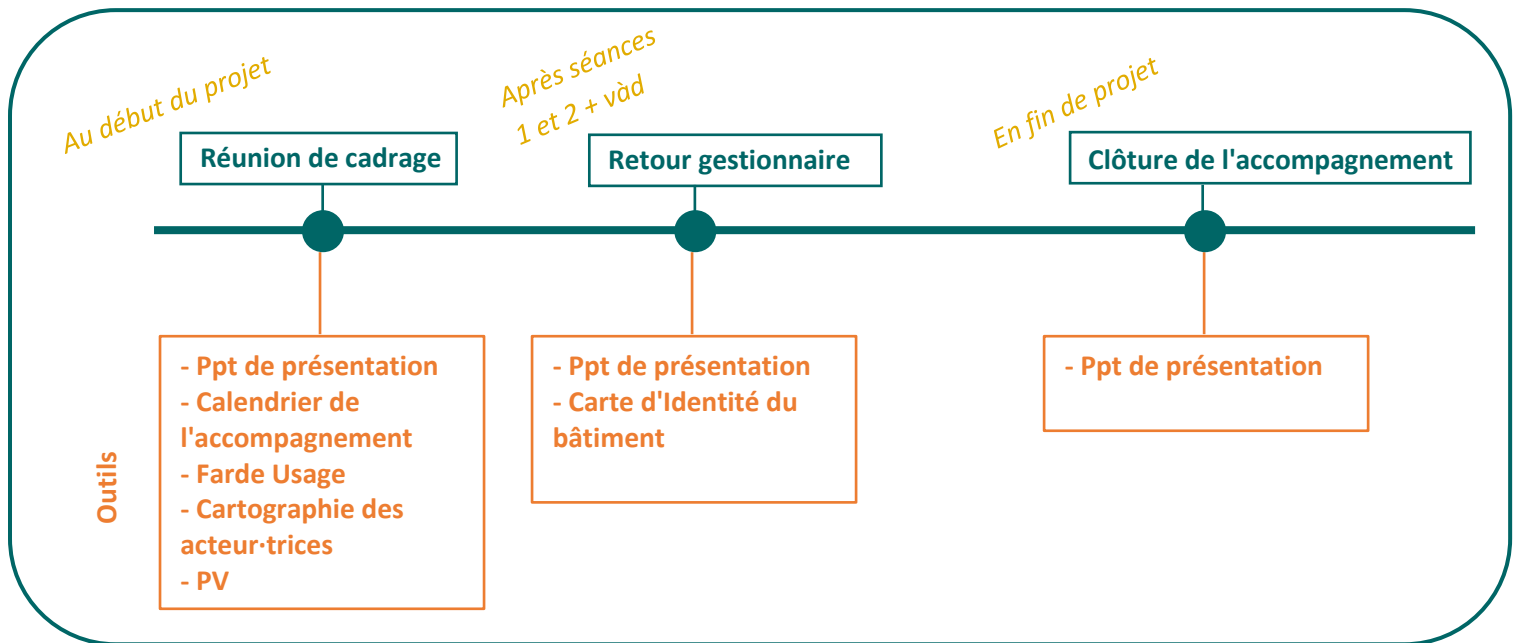 Au début du projet
Après séances
1 et 2 + vàd
En fin de projet
Réunion de cadrage
Retour gestionnaire
Clôture de l'accompagnement
Outils
- Ppt de présentation
- Calendrier de
l'accompagnement
- Farde Usage
- Cartographie des
acteur·trices
- PV
- Ppt de présentation
- Carte d'Identité du
bâtiment
- Ppt de présentation